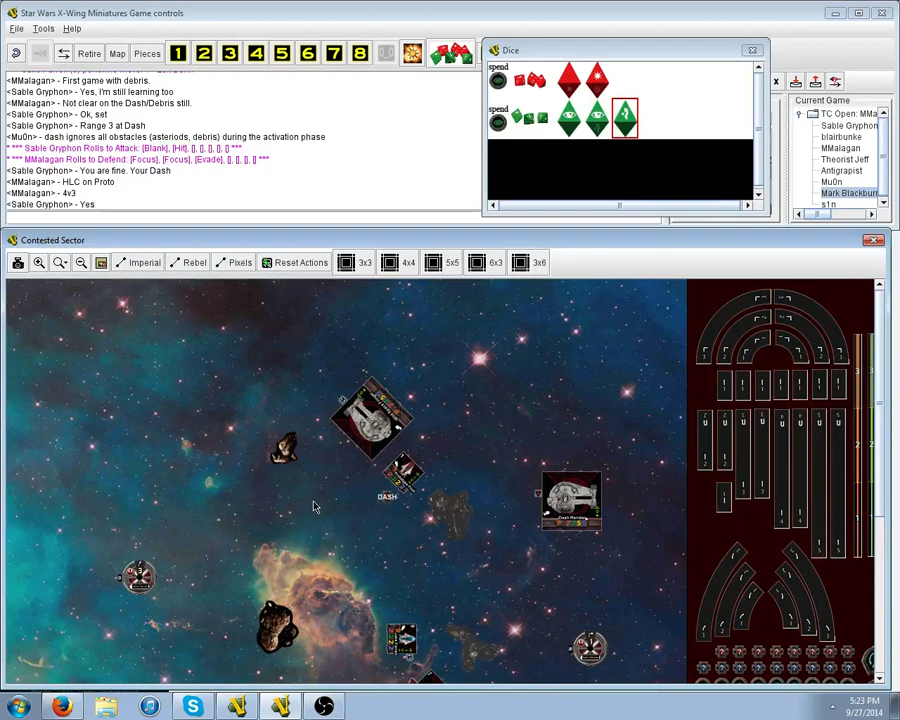 Star Wars X-Wing Miniatures Game controls
File Tools Help
Retire Map Pieces 1 2 3 4 5 6 7 8
<MMalagan> - First game with debris.
<Sable Gryphon> - Yes, I'm still learning too
<MMalagan> - Not clear on the Dash/Debris still.
<Sable Gryphon> - Ok, set
<Sable Gryphon> - Range 3 at Dash
<Mu0n> - dash ignores all obstacles (asteriods, debris) during the activation phase
* *** Sable Gryphon Rolls to Attack: [Blank], [Hit], [], [], [], [], [] ***
* *** MMalagan Rolls to Defend: [Focus], [Focus], [Evade], [], [], [], [] ***
<Sable Gryphon> - You are fine. Your Dash
<MMalagan> - HLC on Proto
<MMalagan> - 4v3
<Sable Gryphon> - Yes
Dice
spend
spend
Current Game
TC Open: MMa
Sable Gryphon
blairbunke
MMalagan
Theorist Jeff
Antigrapist
Mu0n
Mark Blackburn
s1n
Contested Sector
Imperial Rebel Pixels Reset Actions 3x3 4x4 5x5 6x3 3x6
DASH
Dash Rendar
5:23 PM
9/27/2014